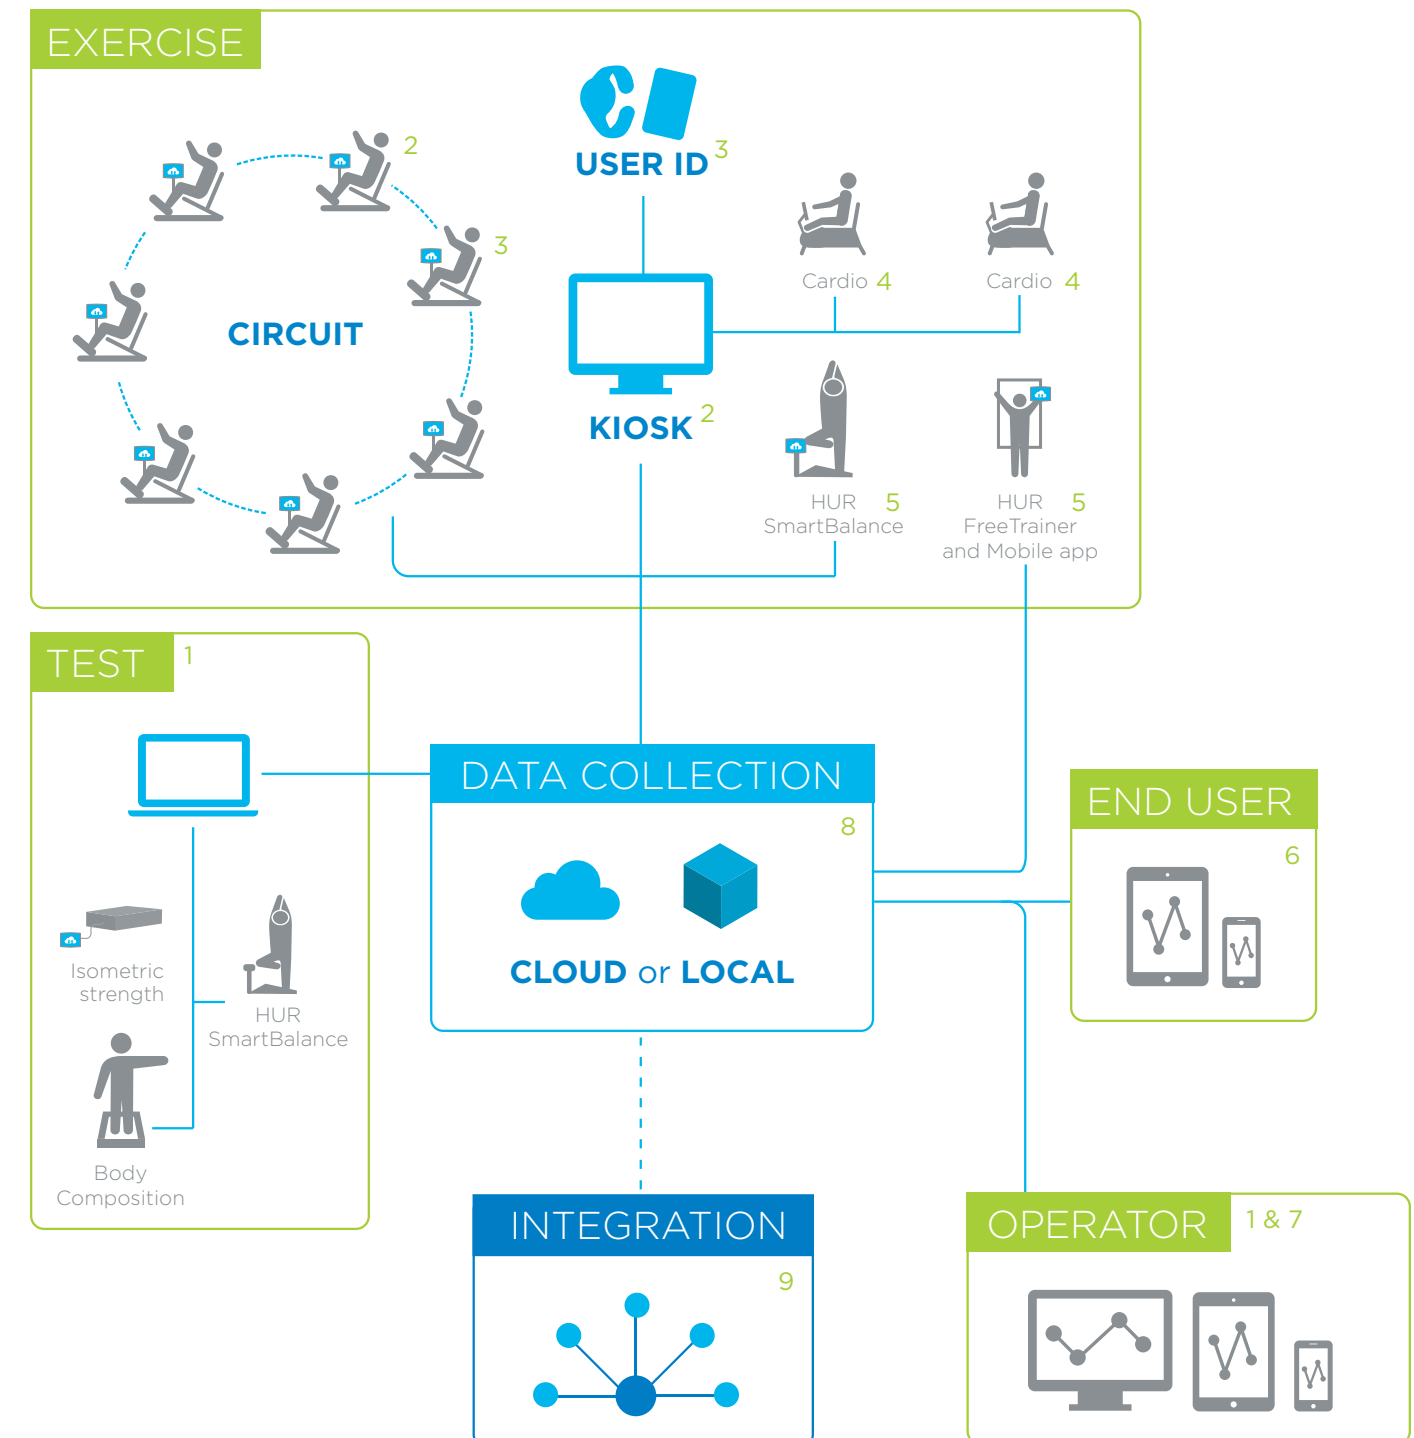 EXERCISE
2
3
CIRCUIT
USER ID 3
KIOSK 2
Cardio 4
Cardio 4
HUR 5
SmartBalance
HUR 5
FreeTrainer
and Mobile app
TEST 1
Isometric
strength
HUR
SmartBalance
Body
Composition
DATA COLLECTION
8
CLOUD or LOCAL
END USER
6
INTEGRATION
9
OPERATOR 1 & 7